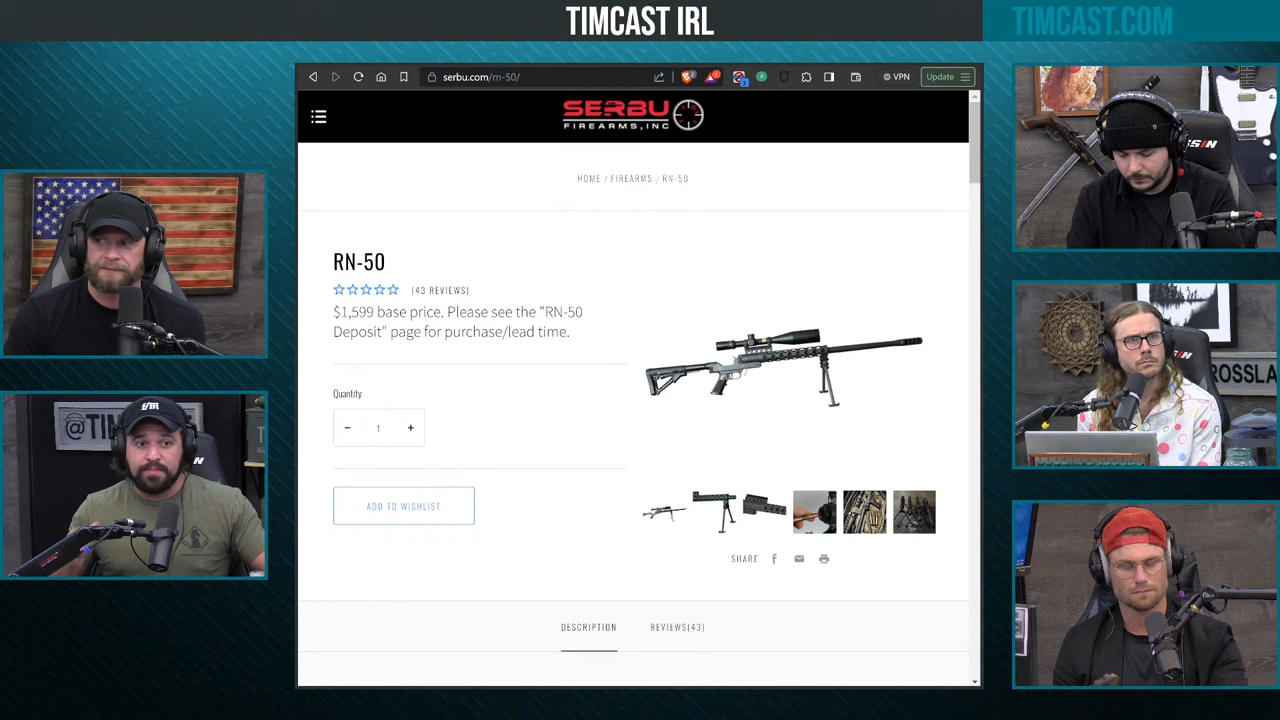 TIMCAST IRL
TIMCAST.COM
serbu.com/rn-50/
VPN
Update
SERBU
FIREARMS, INC
HOME / FIREARMS / RN-50
RN-50
(43 REVIEWS)
$1,599 base price. Please see the "RN-50
Deposit" page for purchase/lead time.
Quantity
- 1 +
ADD TO WISHLIST
SHARE
DESCRIPTION
REVIEWS(43)
@TIM
ROSSLA